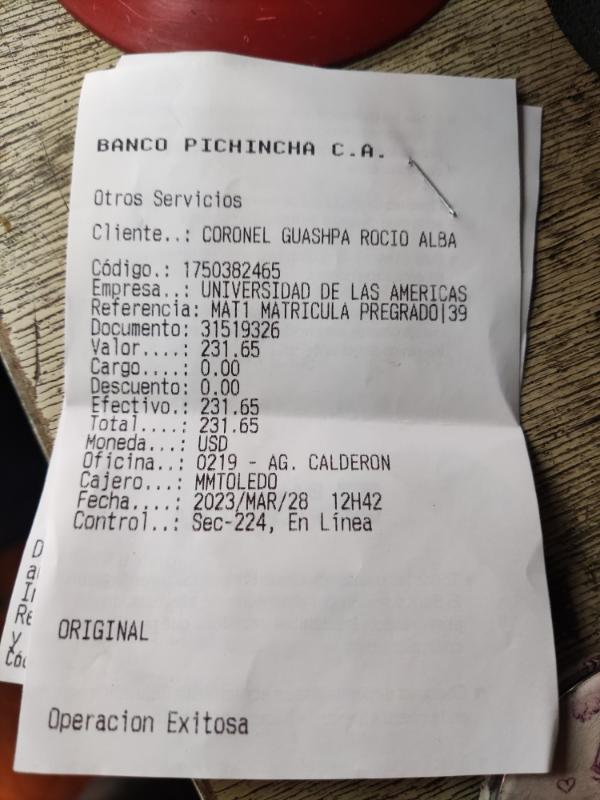 BANCO PICHINCHA C.A.
Otros Servicios
Cliente..: CORONEL GUASHPA ROCIO ALBA
Código.: 1750382465
Empresa..: UNIVERSIDAD DE LAS AMERICAS
Referencia: MAT1 MATRICULA PREGRADO|39
Documento: 31519326
Valor....: 231.65
Cargo....: 0.00
Descuento: 0.00
Efectivo.: 231.65
Total....: 231.65
Moneda...: USD
Oficina..: 0219 - AG. CALDERON
Cajero...: MMTOLEDO
Fecha....: 2023/MAR/28 12H42
Control..: Sec-224, En Línea
ORIGINAL
Operacion Exitosa